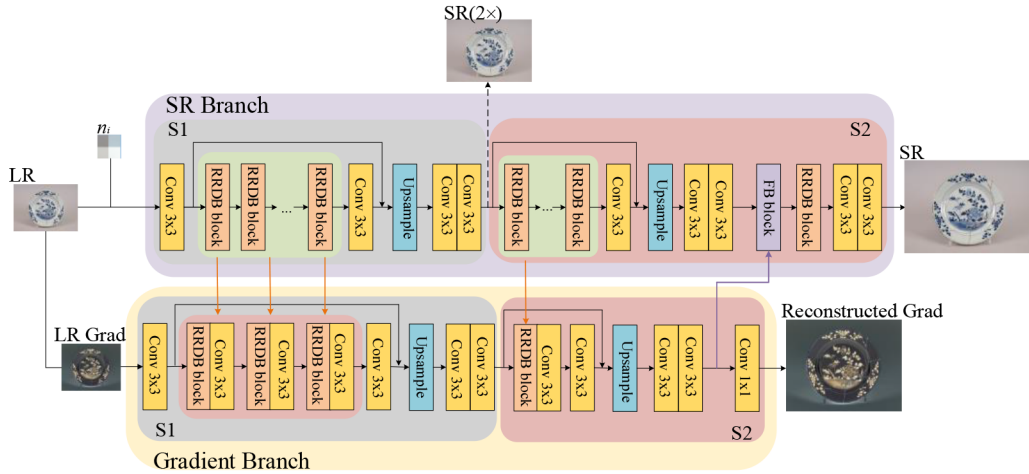 SR(2×)
SR Branch
S1
S2
n_i
LR
SR
Conv 3x3
RRDB block
RRDB block
...
RRDB block
Conv 3x3
Upsample
Conv 3x3
Conv 3x3
RRDB block
...
RRDB block
Conv 3x3
Upsample
Conv 3x3
Conv 3x3
FB block
RRDB block
Conv 3x3
Conv 3x3
LR Grad
Reconstructed Grad
Conv 3x3
RRDB block
Conv 3x3
RRDB block
Conv 3x3
RRDB block
Conv 3x3
Conv 3x3
Upsample
Conv 3x3
Conv 3x3
RRDB block
Conv 3x3
Conv 3x3
Upsample
Conv 3x3
Conv 3x3
Conv 1x1
S1
S2
Gradient Branch